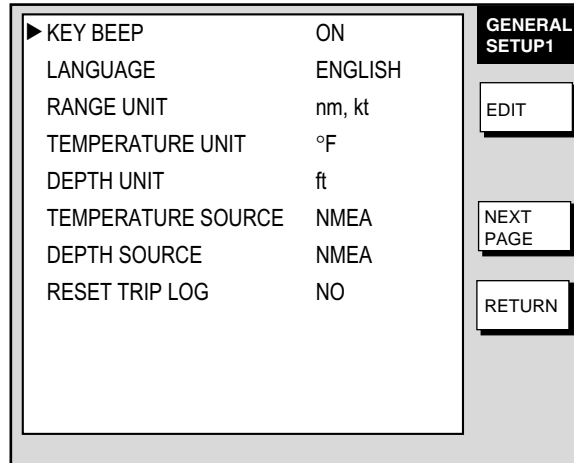 ▶KEY BEEP ON
LANGUAGE ENGLISH
RANGE UNIT nm, kt
TEMPERATURE UNIT °F
DEPTH UNIT ft
TEMPERATURE SOURCE NMEA
DEPTH SOURCE NMEA
RESET TRIP LOG NO
GENERAL
SETUP1
EDIT
NEXT
PAGE
RETURN